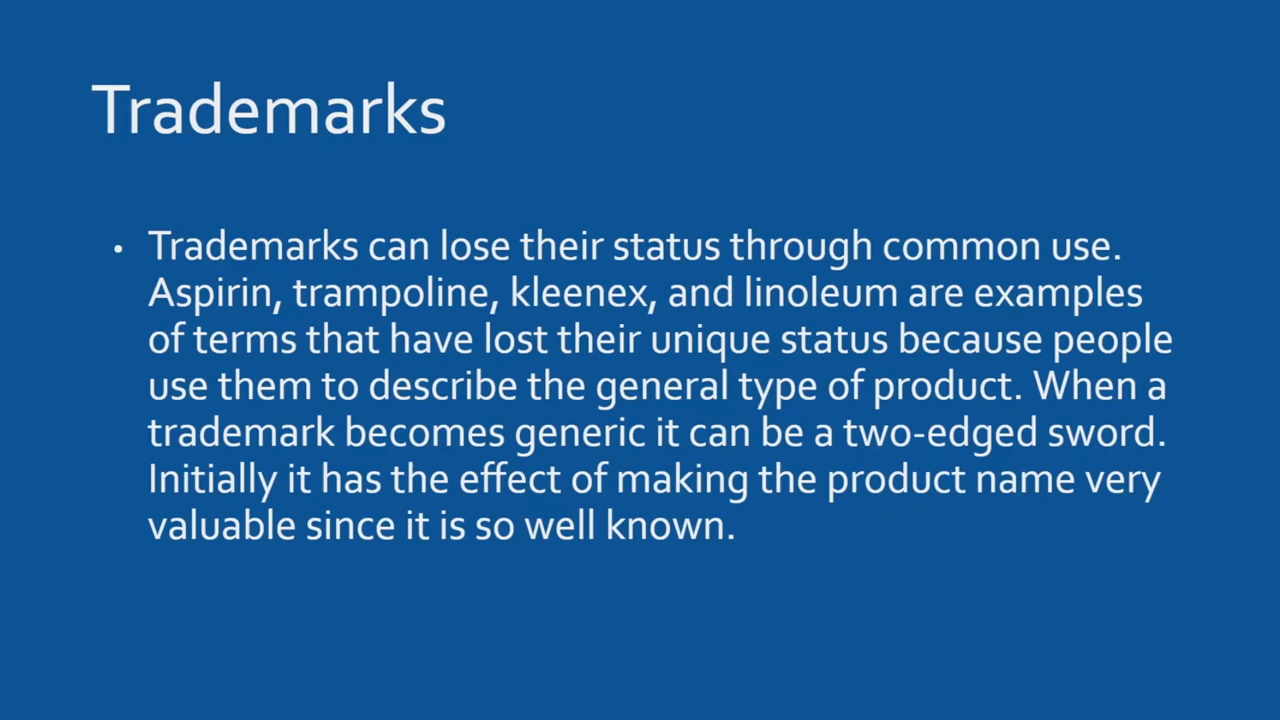 Trademarks
• Trademarks can lose their status through common use.
Aspirin, trampoline, kleenex, and linoleum are examples
of terms that have lost their unique status because people
use them to describe the general type of product. When a
trademark becomes generic it can be a two-edged sword.
Initially it has the effect of making the product name very
valuable since it is so well known.